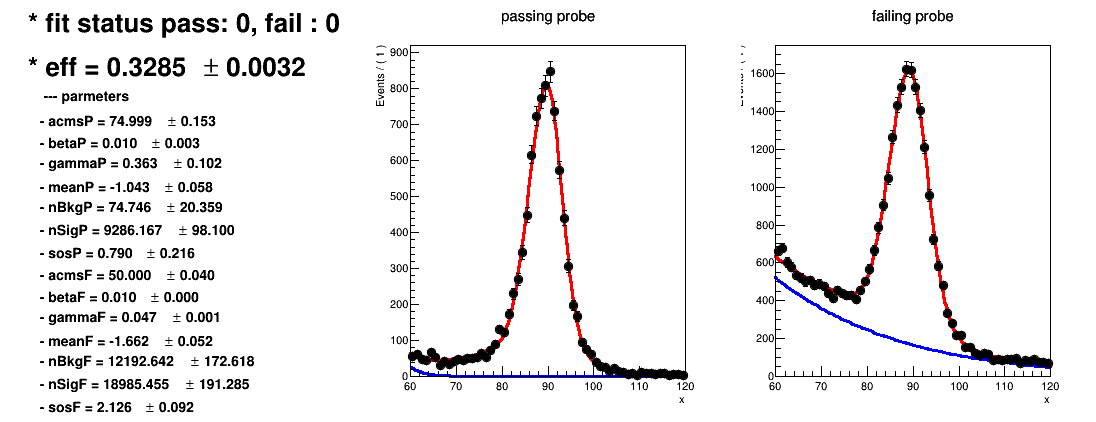 * fit status pass: 0, fail : 0
* eff = 0.3285 ± 0.0032
--- parmeters
- acmsP = 74.999 ± 0.153
- betaP = 0.010 ± 0.003
- gammaP = 0.363 ± 0.102
- meanP = -1.043 ± 0.058
- nBkgP = 74.746 ± 20.359
- nSigP = 9286.167 ± 98.100
- sosP = 0.790 ± 0.216
- acmsF = 50.000 ± 0.040
- betaF = 0.010 ± 0.000
- gammaF = 0.047 ± 0.001
- meanF = -1.662 ± 0.052
- nBkgF = 12192.642 ± 172.618
- nSigF = 18985.455 ± 191.285
- sosF = 2.126 ± 0.092
passing probe
Events / ( 1 )
900
800
700
600
500
400
300
200
100
0
60 70 80 90 100 110 120
x
failing probe
Events / ( 1 )
1600
1400
1200
1000
800
600
400
200
0
60 70 80 90 100 110 120
x